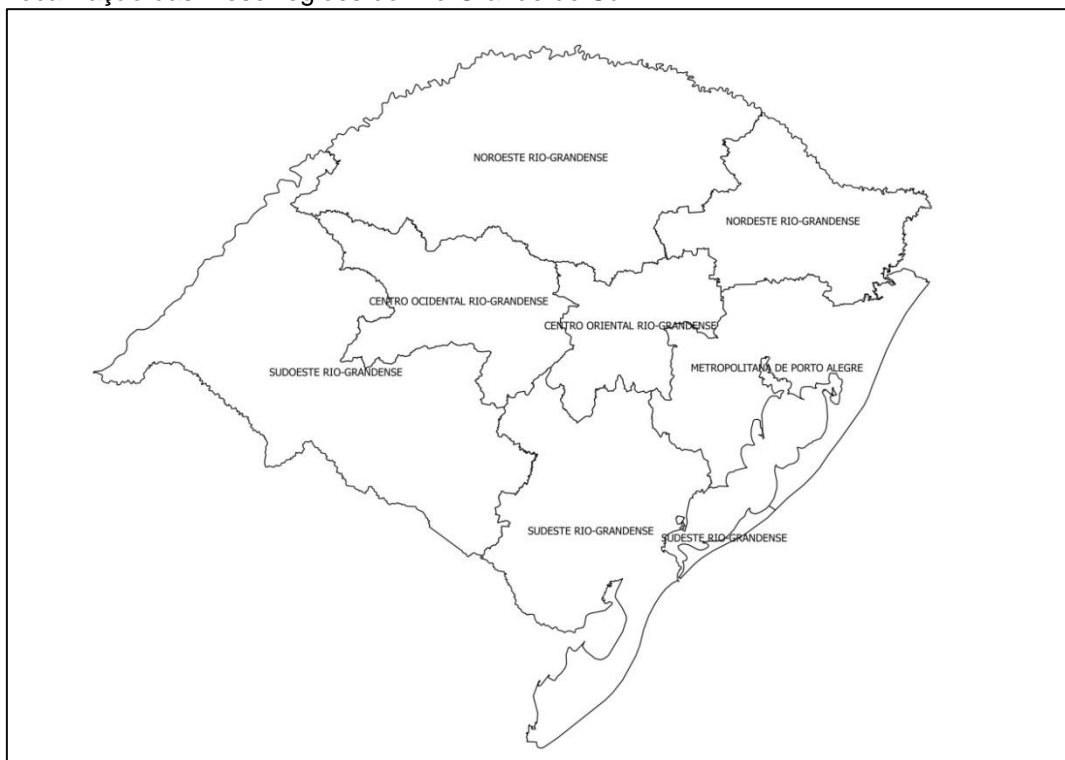 NOROESTE RIO-GRANDENSE
NORDESTE RIO-GRANDENSE
CENTRO OCIDENTAL RIO-GRANDENSE
CENTRO ORIENTAL RIO-GRANDENSE
SUDOESTE RIO-GRANDENSE
METROPOLITANA DE PORTO ALEGRE
SUDESTE RIO-GRANDENSE
SUDESTE RIO-GRANDENSE